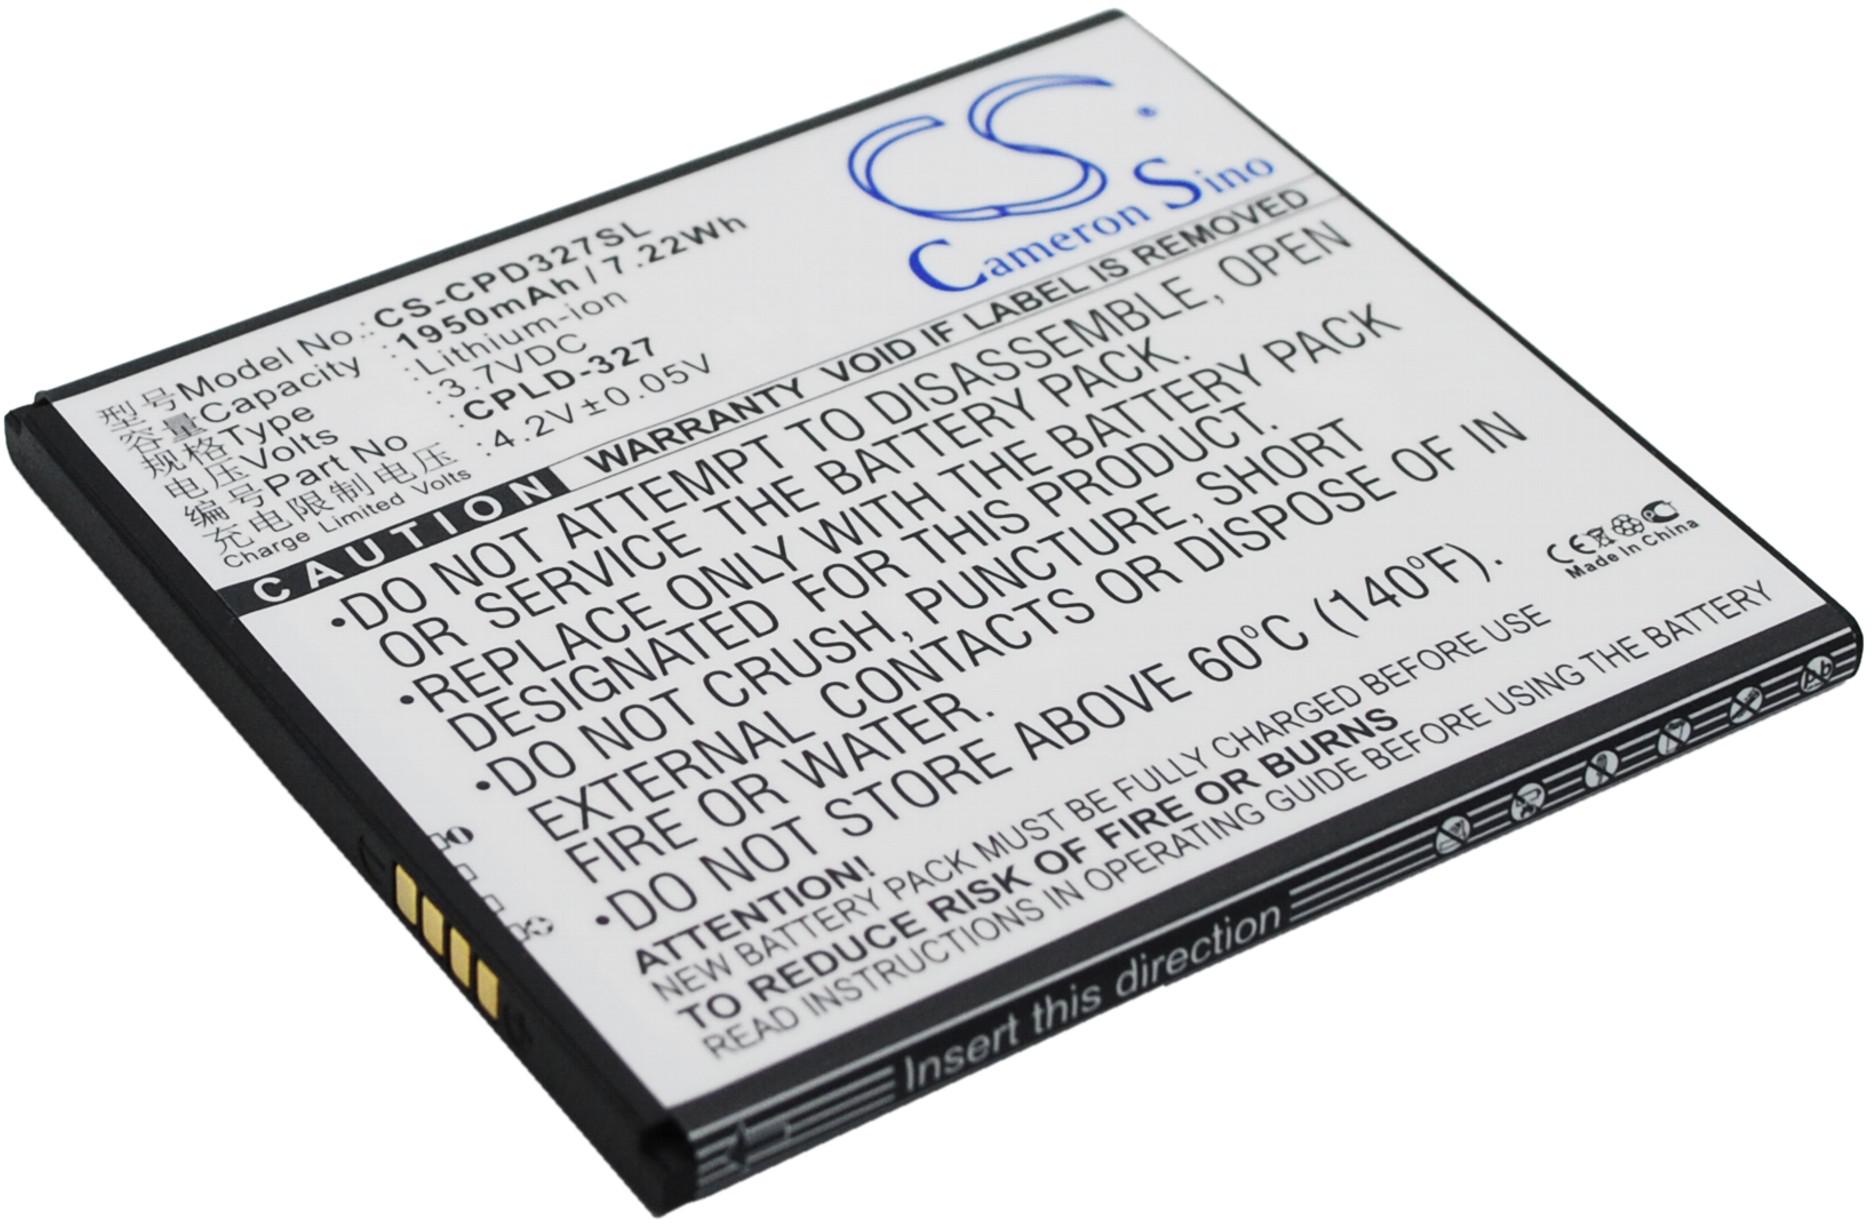 CS
®
Cameron Sino
型号Model No.:CS-CPD327SL
容量Capacity :1950mAh / 7.22Wh
规格Type :Lithium-ion
电压Volts :3.7VDC
编号Part No :CPLD-327
充电限制电压 :4.2V±0.05V
Charge Limited Volts
CAUTION WARRANTY VOID IF LABEL IS REMOVED
•DO NOT ATTEMPT TO DISASSEMBLE, OPEN
OR SERVICE THE BATTERY PACK.
•REPLACE ONLY WITH THE BATTERY PACK
DESIGNATED FOR THIS PRODUCT.
•DO NOT CRUSH, PUNCTURE, SHORT
EXTERNAL CONTACTS OR DISPOSE OF IN
FIRE OR WATER.
•DO NOT STORE ABOVE 60°C (140°F).
CE
Made in China
ATTENTION!
NEW BATTERY PACK MUST BE FULLY CHARGED BEFORE USE
TO REDUCE RISK OF FIRE OR BURNS
READ INSTRUCTIONS IN OPERATING GUIDE BEFORE USING THE BATTERY
Insert this direction